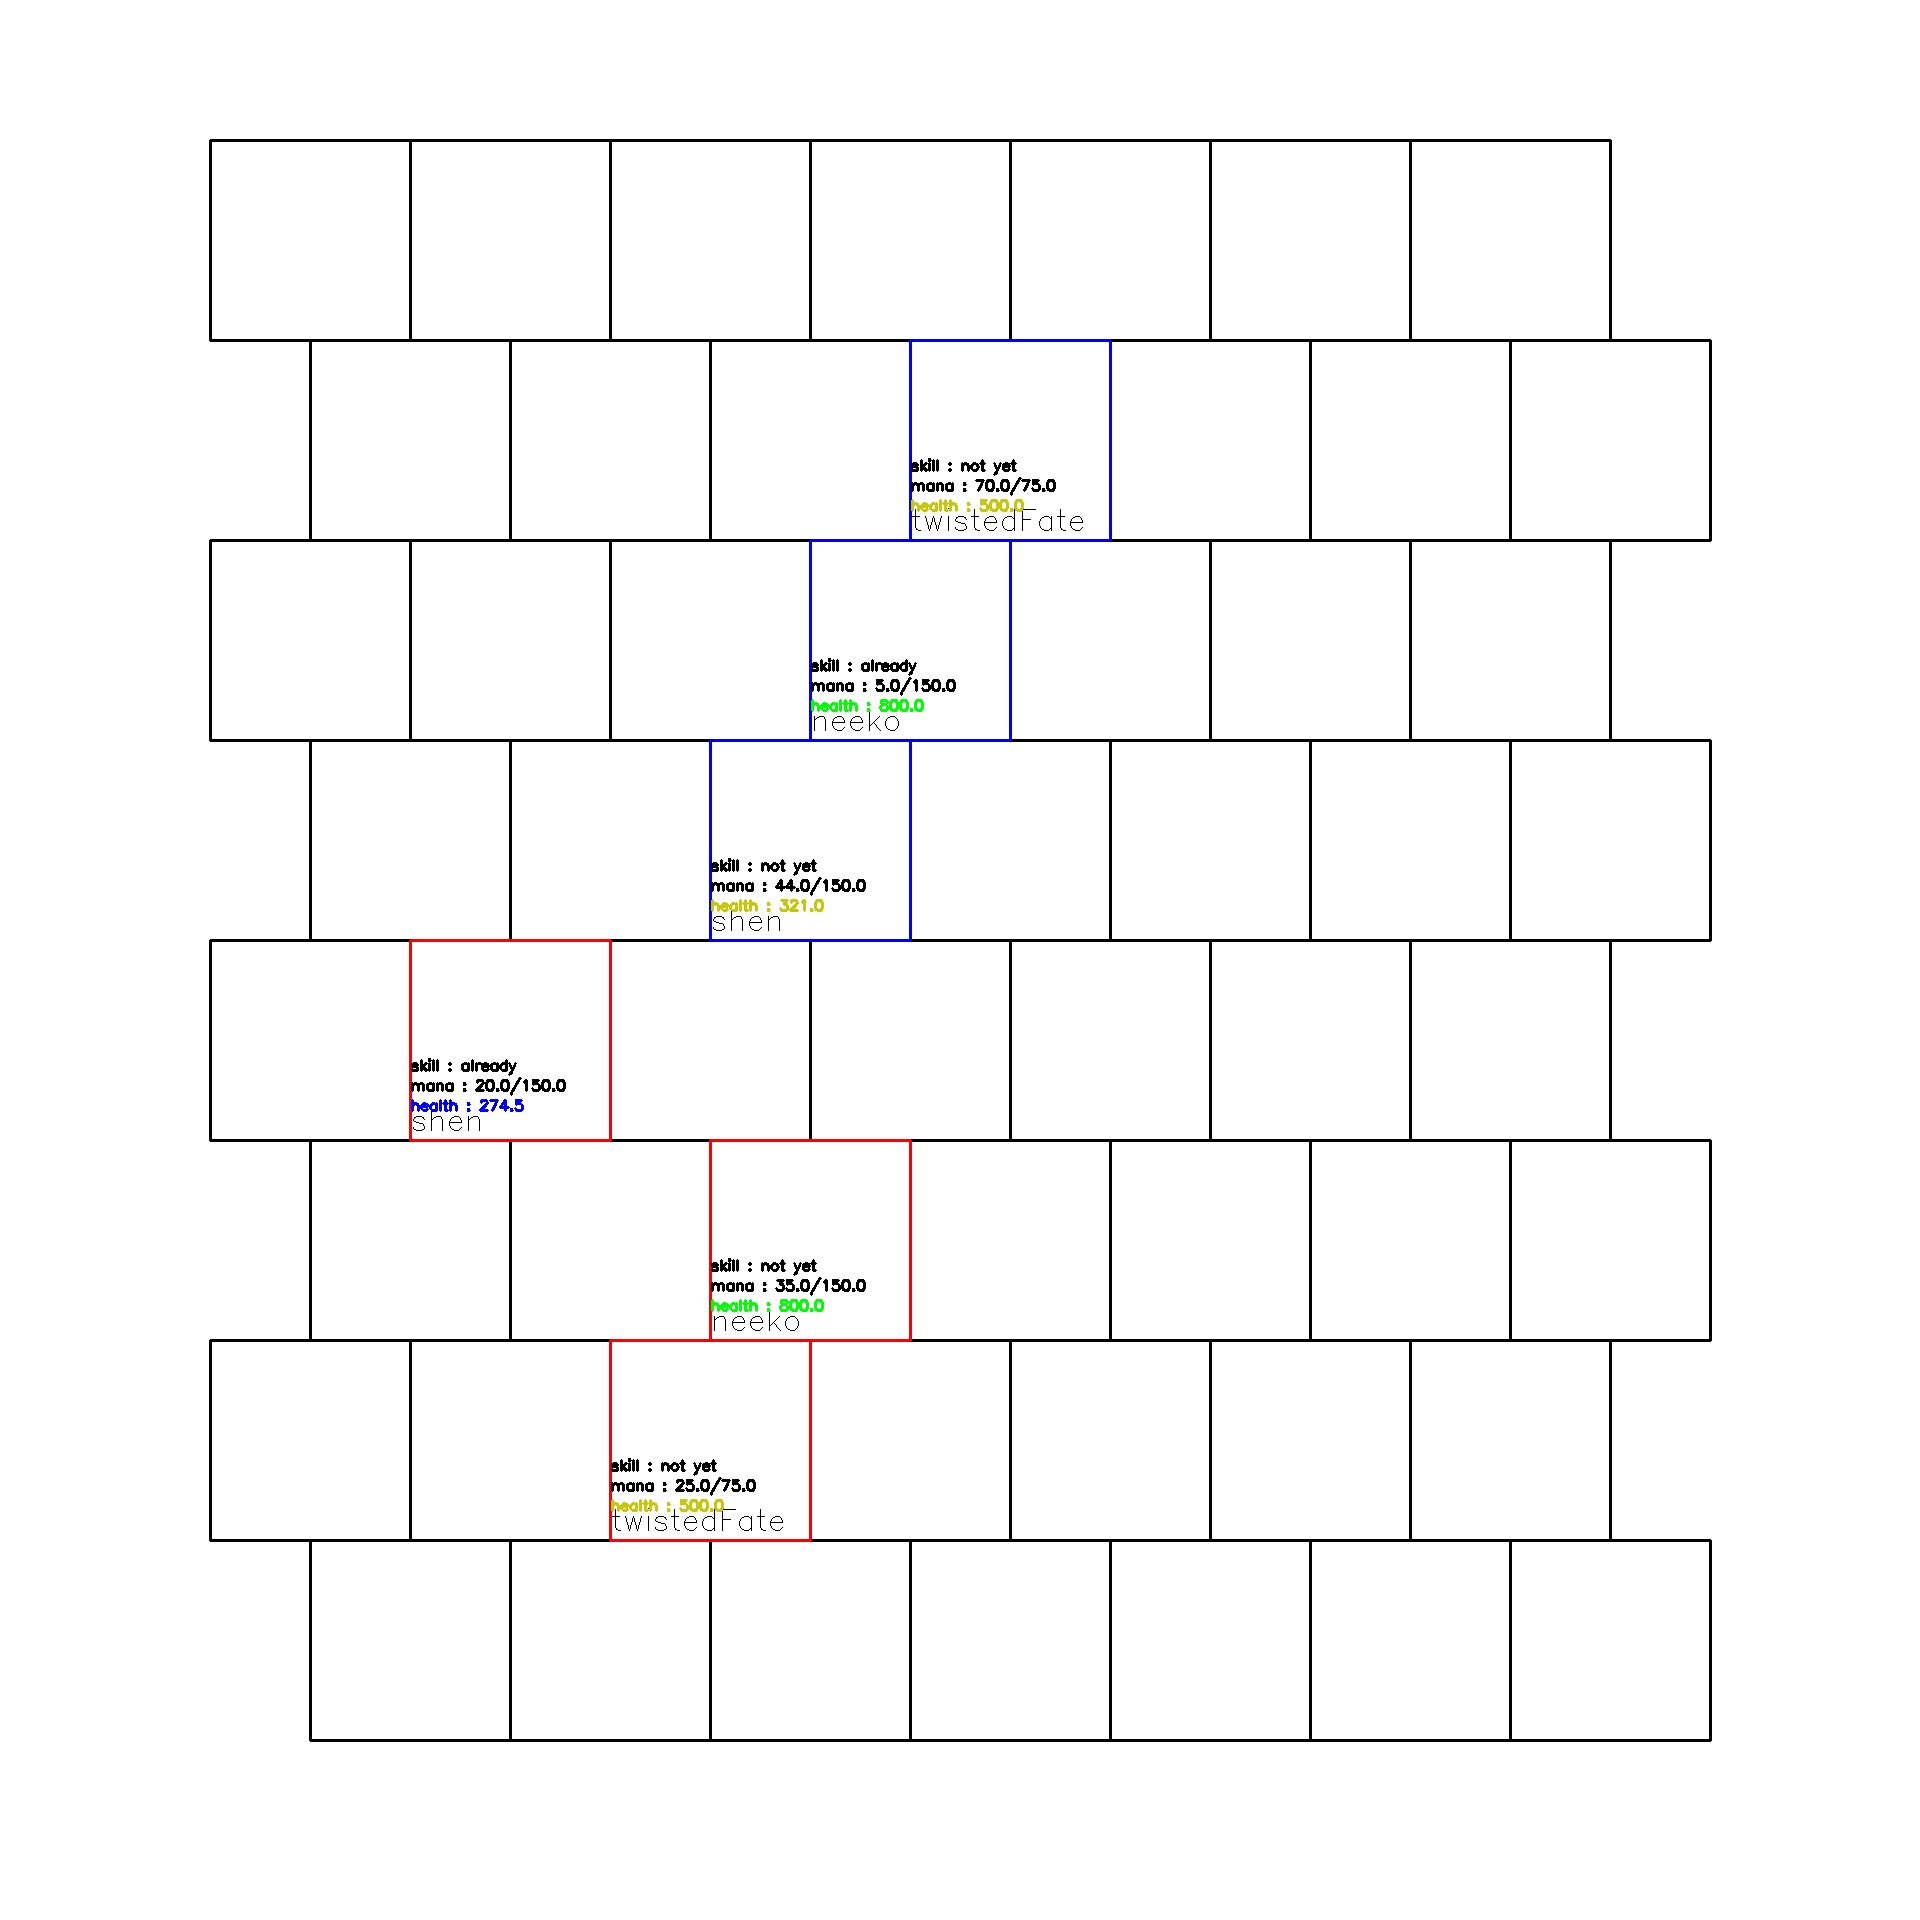 skill : not yet
mana : 70.0/75.0
health : 500.0
twistedFate
skill : already
mana : 5.0/150.0
health : 800.0
neeko
skill : not yet
mana : 44.0/150.0
health : 321.0
shen
skill : already
mana : 20.0/150.0
health : 274.5
shen
skill : not yet
mana : 35.0/150.0
health : 800.0
neeko
skill : not yet
mana : 25.0/75.0
health : 500.0
twistedFate